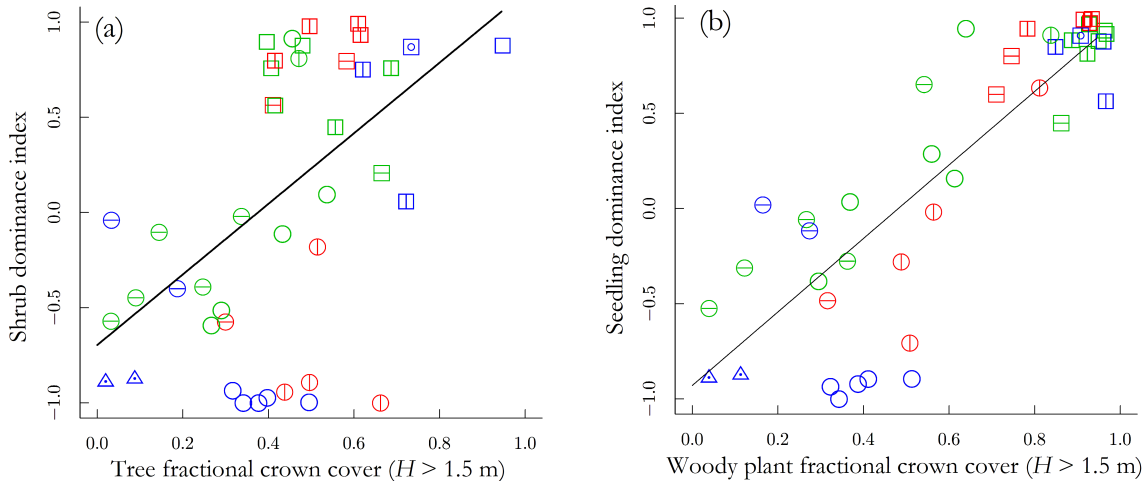 (a)
Shrub dominance index
1.0
0.5
0.0
−0.5
−1.0
0.0 0.2 0.4 0.6 0.8 1.0
Tree fractional crown cover (H > 1.5 m)
(b)
Seedling dominance index
1.0
0.5
0.0
−0.5
−1.0
0.0 0.2 0.4 0.6 0.8 1.0
Woody plant fractional crown cover (H > 1.5 m)